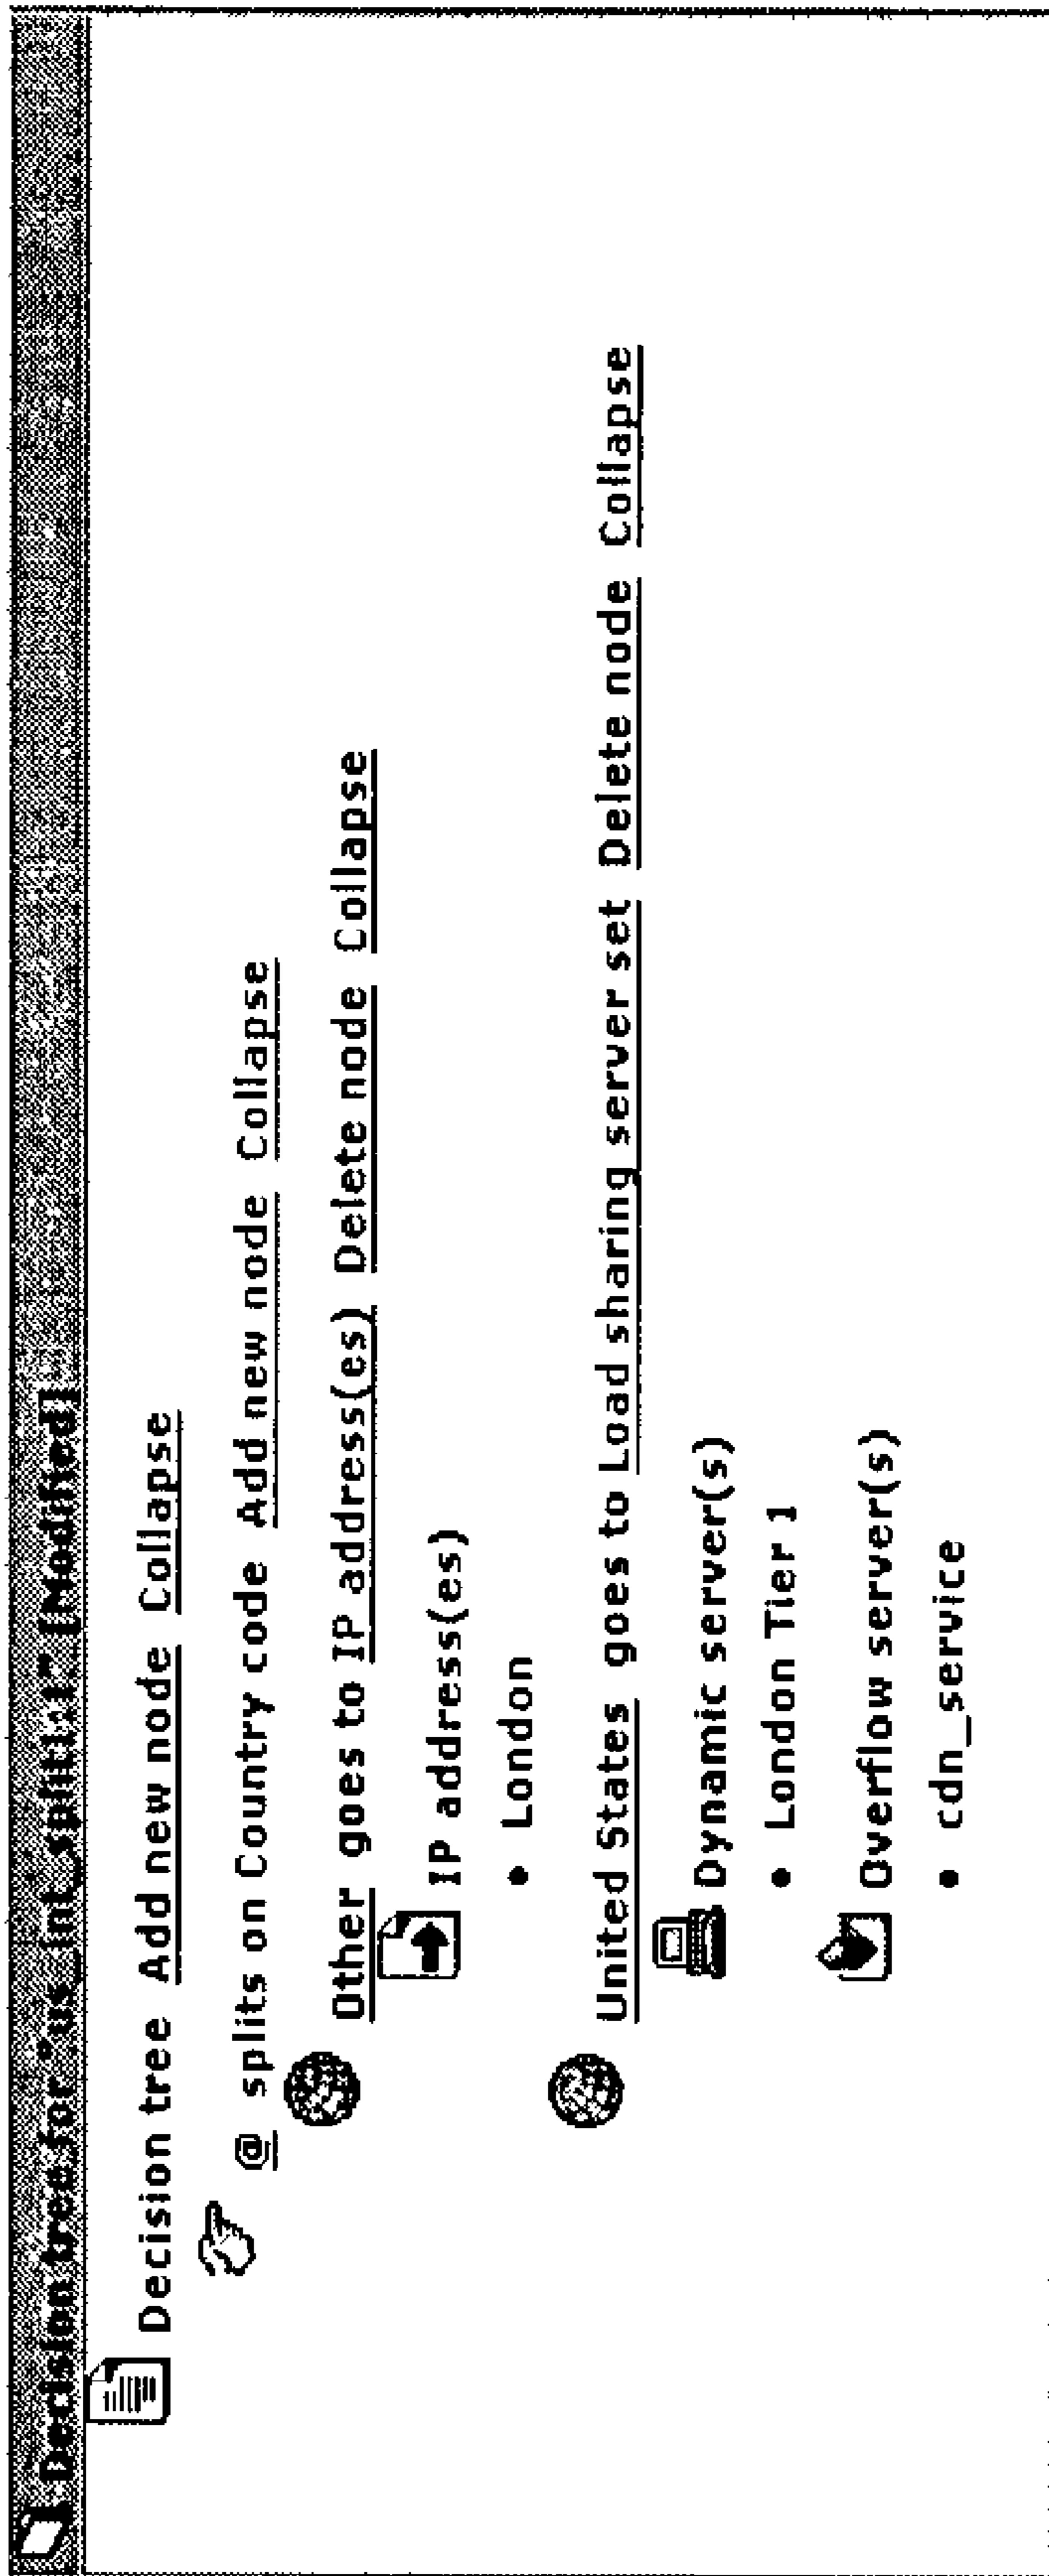 Decision tree for "us_int_split:1" [Modified]
Decision tree Add new node Collapse
@ splits on Country code Add new node Collapse
Other goes to IP address(es) Delete node Collapse
IP address(es)
• London
United States goes to Load sharing server set Delete node Collapse
Dynamic server(s)
• London Tier 1
Overflow server(s)
• cdn_service